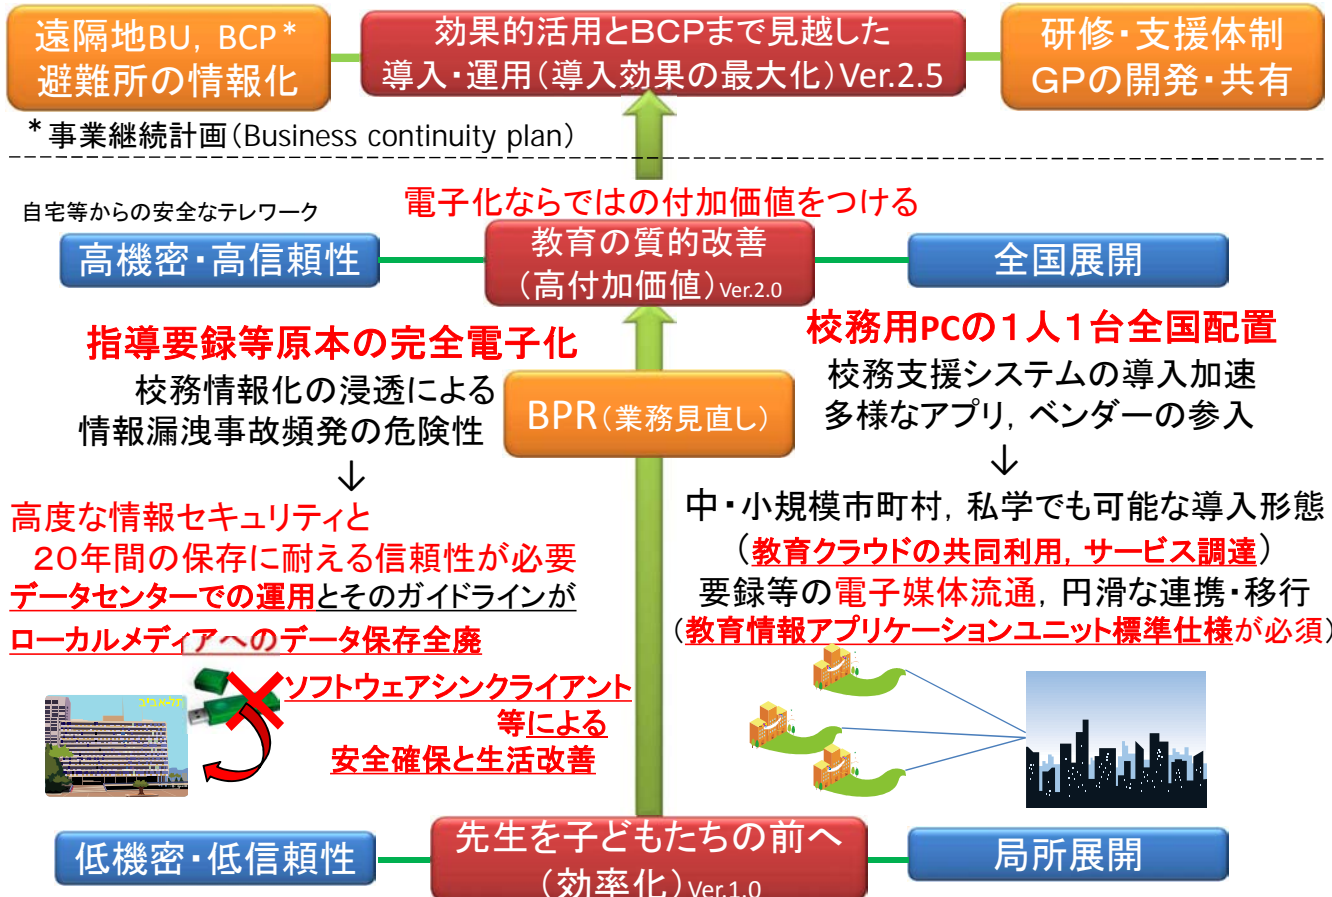 遠隔地BU，BCP*
避難所の情報化
効果的活用とBCPまで見越した
導入・運用（導入効果の最大化）Ver.2.5
研修・支援体制
GPの開発・共有
*事業継続計画（Business continuity plan）
電子化ならではの付加価値をつける
自宅等からの安全なテレワーク
高機密・高信頼性
教育の質的改善
（高付加価値）Ver.2.0
全国展開
指導要録等原本の完全電子化
校務情報化の浸透による
情報漏洩事故頻発の危険性
↓
高度な情報セキュリティと
20年間の保存に耐える信頼性が必要
データセンターでの運用とそのガイドラインが
ローカルメディアへのデータ保存全廃
ソフトウェアシンクライアント
等による
安全確保と生活改善
BPR（業務見直し）
校務用PCの１人１台全国配置
校務支援システムの導入加速
多様なアプリ，ベンダーの参入
↓
中・小規模市町村，私学でも可能な導入形態
（教育クラウドの共同利用，サービス調達）
要録等の電子媒体流通，円滑な連携・移行
（教育情報アプリケーションユニット標準仕様が必須）
低機密・低信頼性
先生を子どもたちの前へ
（効率化）Ver.1.0
局所展開